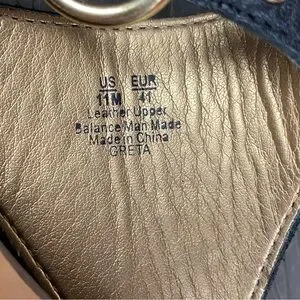 US EUR
11M 41
Leather Upper
Balance Man Made
Made in China
GRETA